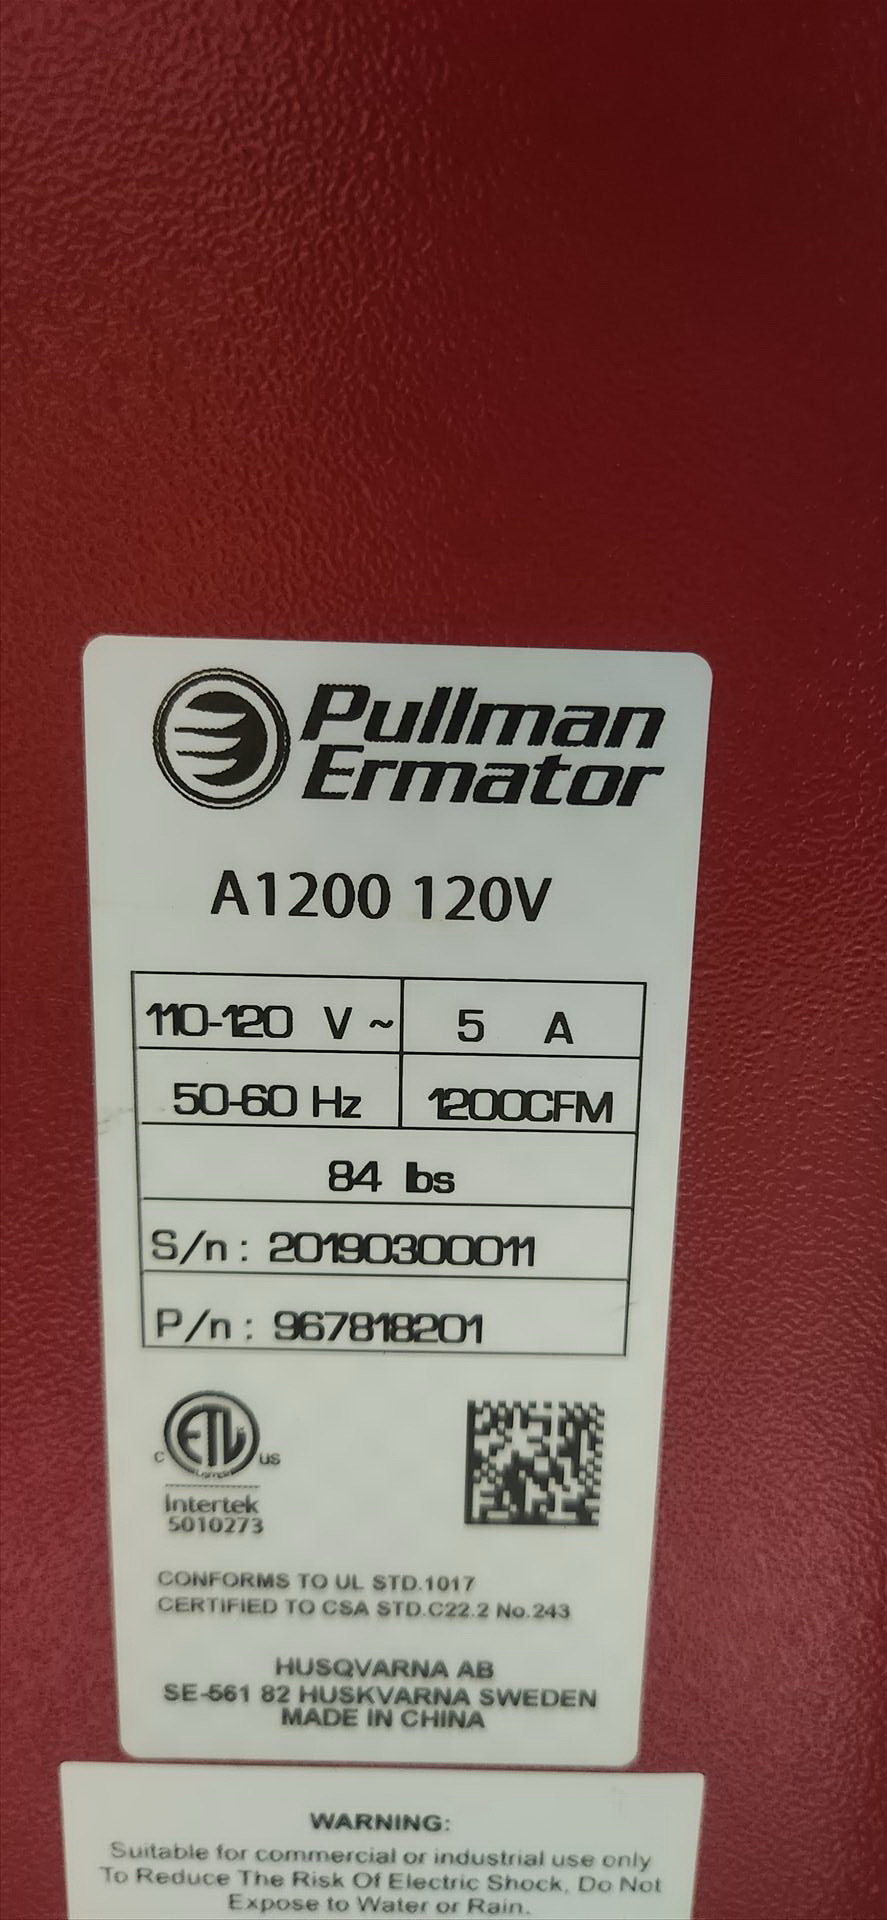 Pullman
Ermator
A1200 120V
110-120 V ~ 5 A
50-60 Hz 1200CFM
84 lbs
S/n: 20190300011
P/n: 967818201
ETL
LISTED
C US
Intertek
5010273
CONFORMS TO UL STD.1017
CERTIFIED TO CSA STD.C22.2 No.243
HUSQVARNA AB
SE-561 82 HUSKVARNA SWEDEN
MADE IN CHINA
WARNING:
Suitable for commercial or industrial use only
To Reduce The Risk Of Electric Shock, Do Not
Expose to Water or Rain.